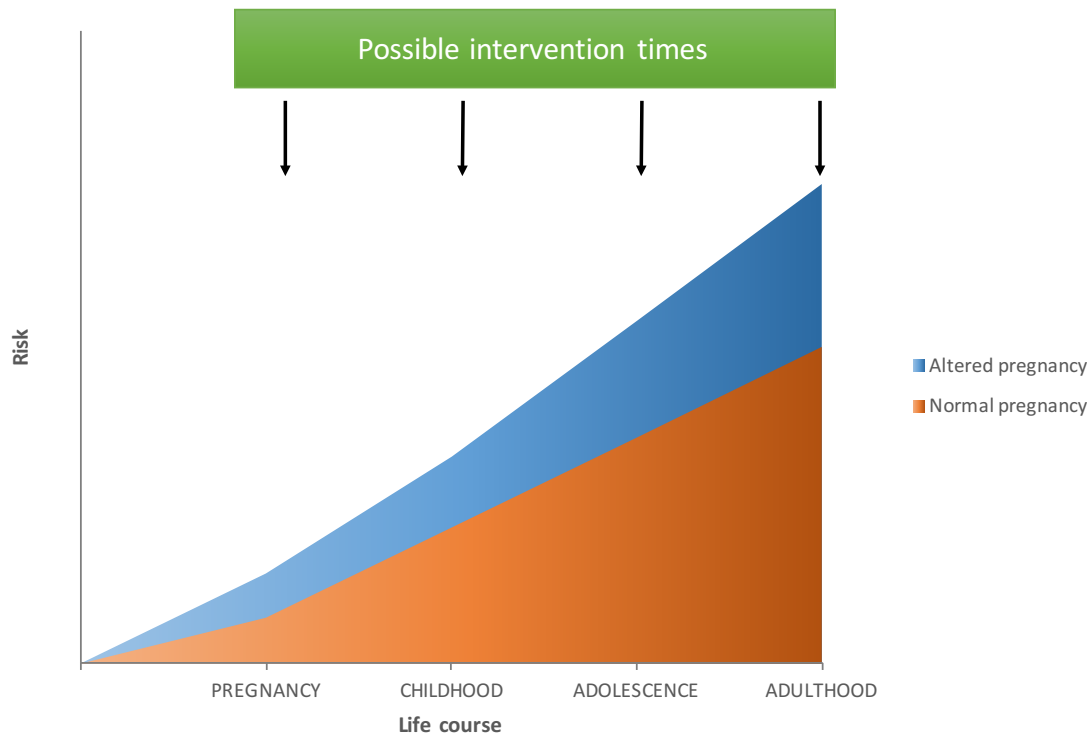 Possible intervention times
Risk
Altered pregnancy
Normal pregnancy
PREGNANCY CHILDHOOD ADOLESCENCE ADULTHOOD
Life course